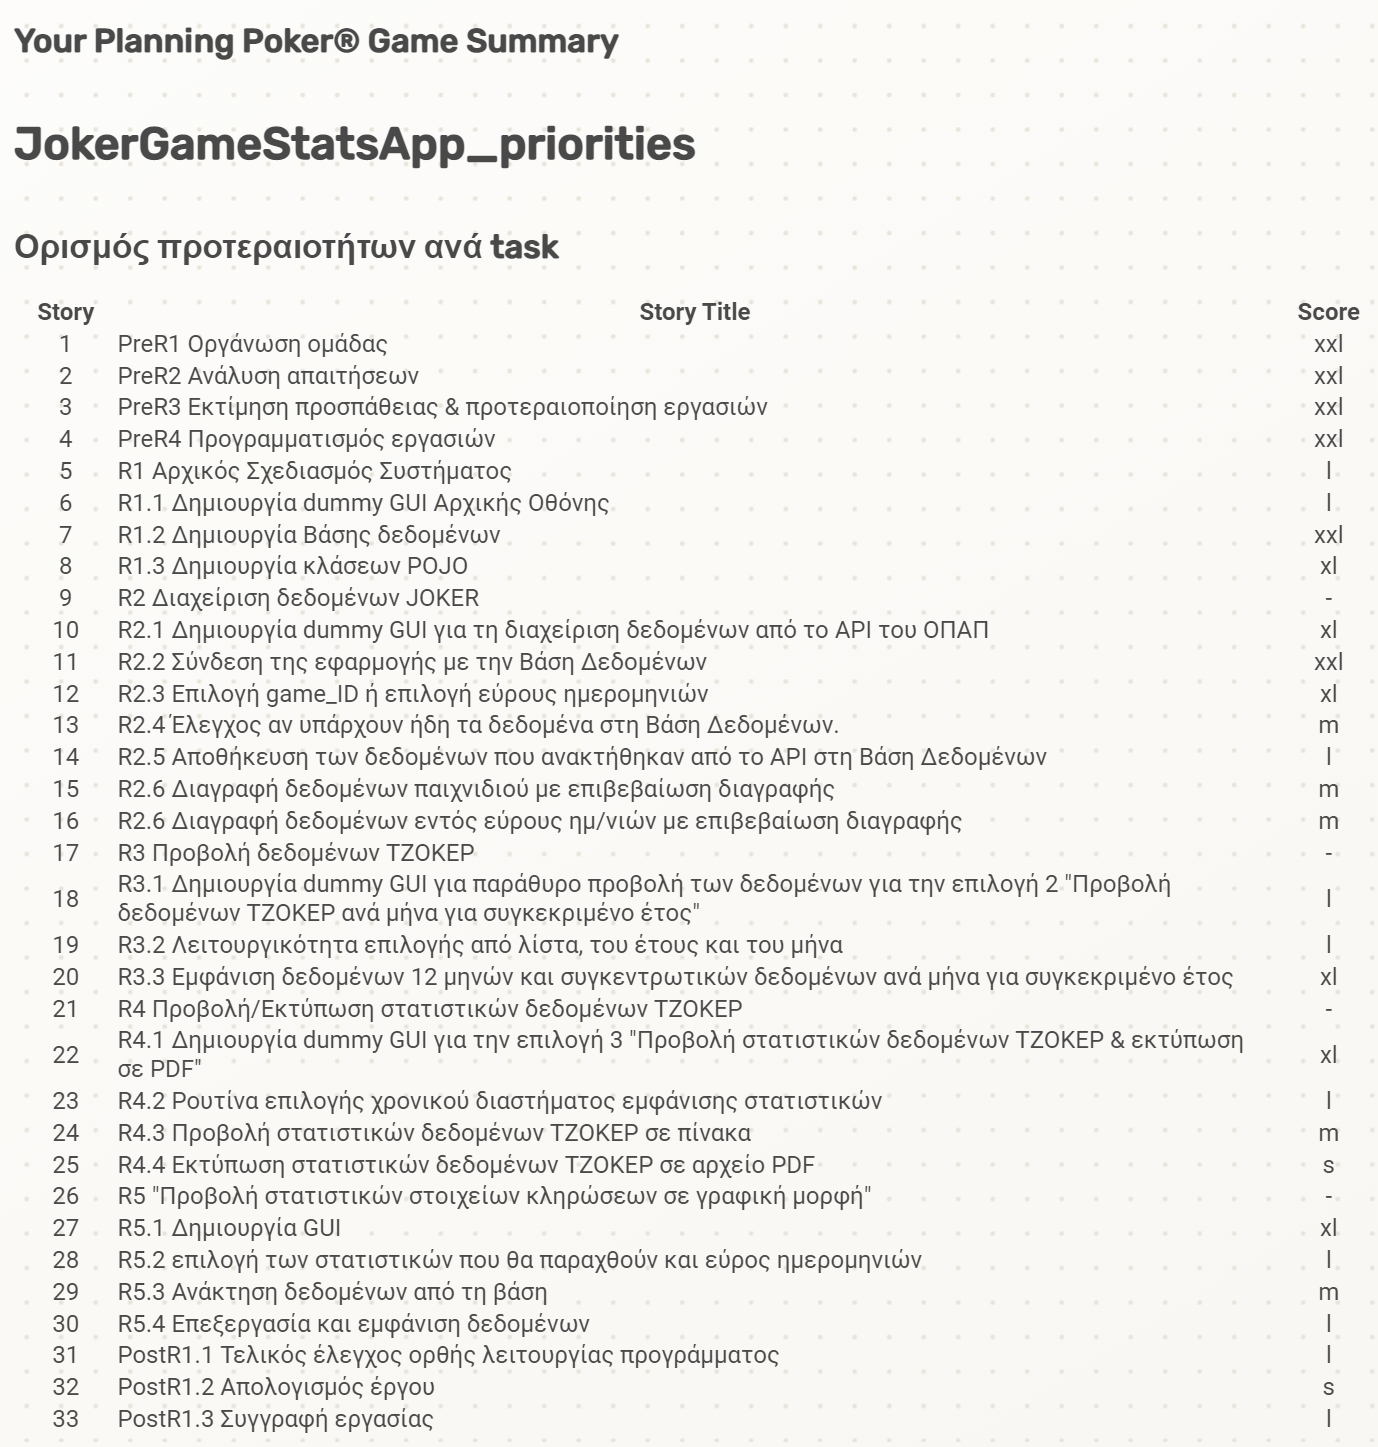 Your Planning Poker® Game Summary
JokerGameStatsApp_priorities
Ορισμός προτεραιοτήτων ανά task
Story Story Title Score
1 PreR1 Οργάνωση ομάδας xxl
2 PreR2 Ανάλυση απαιτήσεων xxl
3 PreR3 Εκτίμηση προσπάθειας & προτεραιοποίηση εργασιών xxl
4 PreR4 Προγραμματισμός εργασιών xxl
5 R1 Αρχικός Σχεδιασμός Συστήματος l
6 R1.1 Δημιουργία dummy GUI Αρχικής Οθόνης l
7 R1.2 Δημιουργία Βάσης δεδομένων xxl
8 R1.3 Δημιουργία κλάσεων POJO xl
9 R2 Διαχείριση δεδομένων JOKER -
10 R2.1 Δημιουργία dummy GUI για τη διαχείριση δεδομένων από το API του ΟΠΑΠ xl
11 R2.2 Σύνδεση της εφαρμογής με την Βάση Δεδομένων xxl
12 R2.3 Επιλογή game_ID ή επιλογή εύρους ημερομηνιών xl
13 R2.4 Έλεγχος αν υπάρχουν ήδη τα δεδομένα στη Βάση Δεδομένων. m
14 R2.5 Αποθήκευση των δεδομένων που ανακτήθηκαν από το API στη Βάση Δεδομένων l
15 R2.6 Διαγραφή δεδομένων παιχνιδιού με επιβεβαίωση διαγραφής m
16 R2.6 Διαγραφή δεδομένων εντός εύρους ημ/νιών με επιβεβαίωση διαγραφής m
17 R3 Προβολή δεδομένων ΤΖΟΚΕΡ -
18 R3.1 Δημιουργία dummy GUI για παράθυρο προβολή των δεδομένων για την επιλογή 2 "Προβολή
δεδομένων ΤΖΟΚΕΡ ανά μήνα για συγκεκριμένο έτος" l
19 R3.2 Λειτουργικότητα επιλογής από λίστα, του έτους και του μήνα l
20 R3.3 Εμφάνιση δεδομένων 12 μηνών και συγκεντρωτικών δεδομένων ανά μήνα για συγκεκριμένο έτος xl
21 R4 Προβολή/Εκτύπωση στατιστικών δεδομένων ΤΖΟΚΕΡ -
22 R4.1 Δημιουργία dummy GUI για την επιλογή 3 "Προβολή στατιστικών δεδομένων ΤΖΟΚΕΡ & εκτύπωση
σε PDF" xl
23 R4.2 Ρουτίνα επιλογής χρονικού διαστήματος εμφάνισης στατιστικών l
24 R4.3 Προβολή στατιστικών δεδομένων ΤΖΟΚΕΡ σε πίνακα m
25 R4.4 Εκτύπωση στατιστικών δεδομένων ΤΖΟΚΕΡ σε αρχείο PDF s
26 R5 "Προβολή στατιστικών στοιχείων κληρώσεων σε γραφική μορφή" -
27 R5.1 Δημιουργία GUI xl
28 R5.2 επιλογή των στατιστικών που θα παραχθούν και εύρος ημερομηνιών l
29 R5.3 Ανάκτηση δεδομένων από τη βάση m
30 R5.4 Επεξεργασία και εμφάνιση δεδομένων l
31 PostR1.1 Τελικός έλεγχος ορθής λειτουργίας προγράμματος l
32 PostR1.2 Απολογισμός έργου s
33 PostR1.3 Συγγραφή εργασίας l